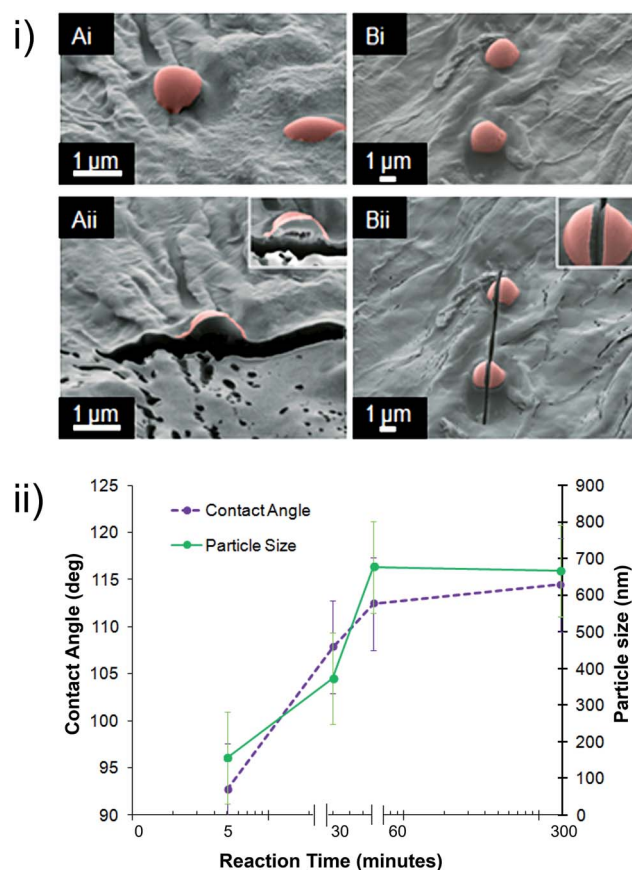 i)
Ai
1 µm
Bi
1 µm
Aii
1 µm
Bii
1 µm
ii)
125
120
115
110
105
100
95
90
Contact Angle (deg)
Contact Angle
Particle Size
900
800
700
600
500
400
300
200
100
0
Particle size (nm)
0 5 30 60 300
Reaction Time (minutes)